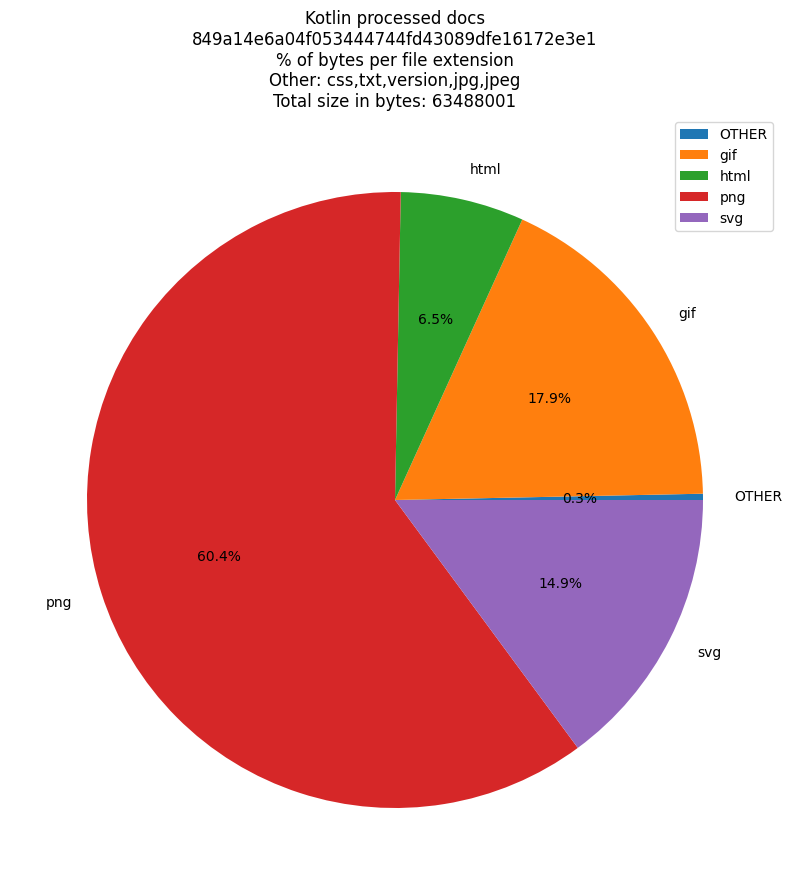 Kotlin processed docs
849a14e6a04f053444744fd43089dfe16172e3e1
% of bytes per file extension
Other: css,txt,version,jpg,jpeg
Total size in bytes: 63488001
OTHER
gif
html
png
svg
html
gif
6.5%
17.9%
0.3%
OTHER
60.4%
14.9%
png
svg